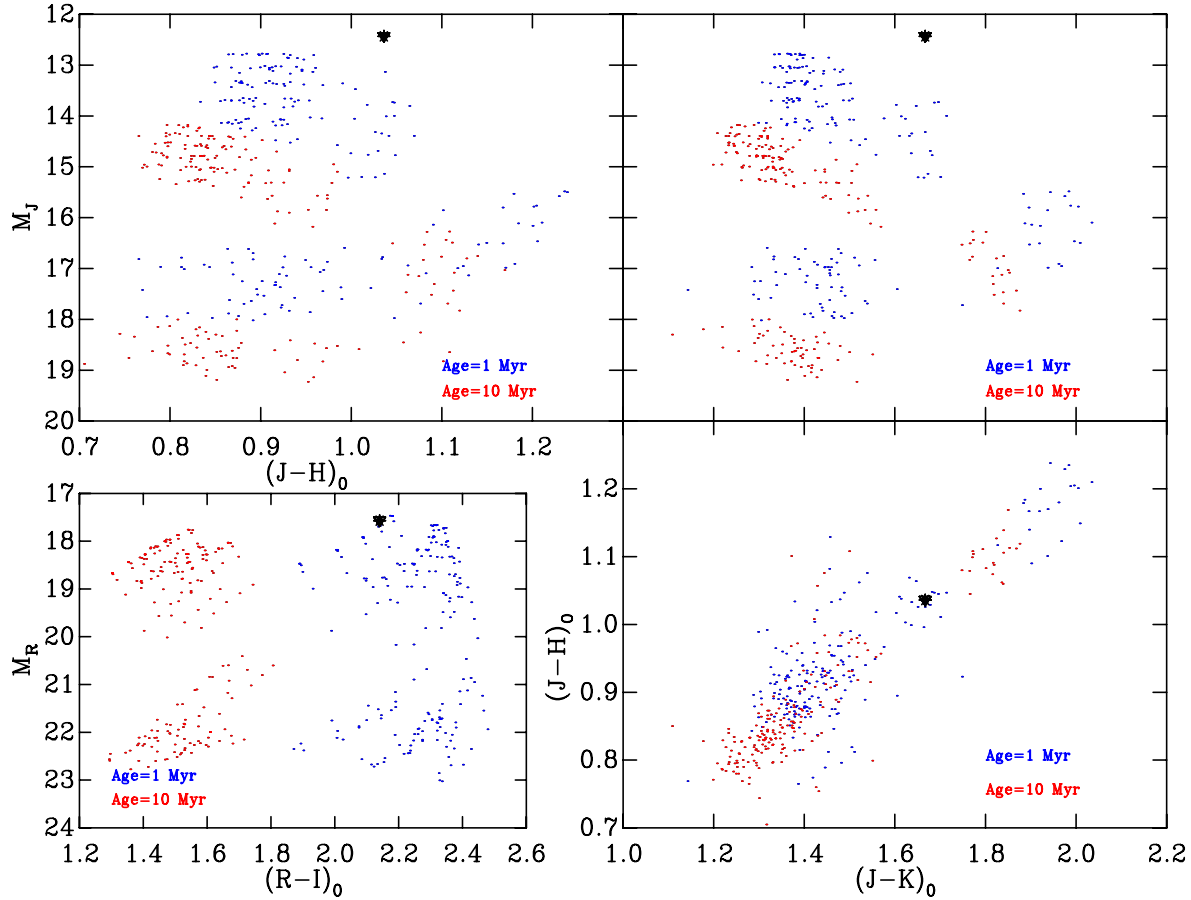 12
13
14
15
16
17
18
19
20
M_J
0.7 0.8 0.9 1.0 1.1 1.2
(J−H)_0
Age=1 Myr
Age=10 Myr
Age=1 Myr
Age=10 Myr
17
18
19
20
21
22
23
24
M_R
1.2 1.4 1.6 1.8 2.0 2.2 2.4 2.6
(R−I)_0
Age=1 Myr
Age=10 Myr
1.2
1.1
1.0
0.9
0.8
0.7
(J−H)_0
1.0 1.2 1.4 1.6 1.8 2.0 2.2
(J−K)_0
Age=1 Myr
Age=10 Myr